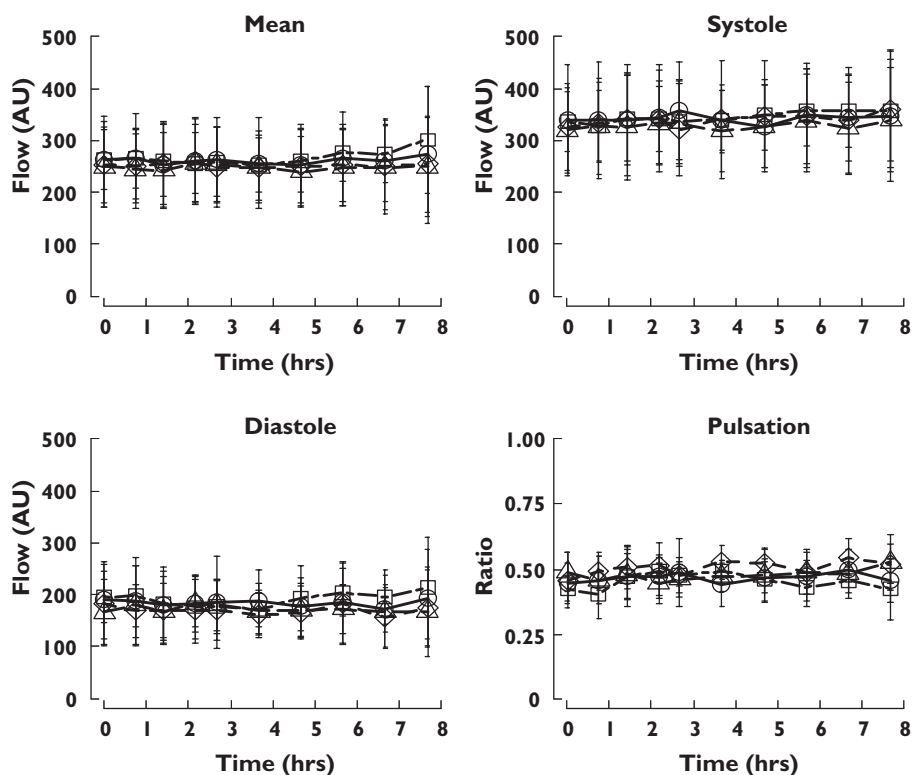 Mean
500
400
300
200
100
0
Flow (AU)
0 1 2 3 4 5 6 7 8
Time (hrs)
Systole
500
400
300
200
100
0
Flow (AU)
0 1 2 3 4 5 6 7 8
Time (hrs)
Diastole
500
400
300
200
100
0
Flow (AU)
0 1 2 3 4 5 6 7 8
Time (hrs)
Pulsation
1.00
0.75
0.50
0.25
0
Ratio
0 1 2 3 4 5 6 7 8
Time (hrs)